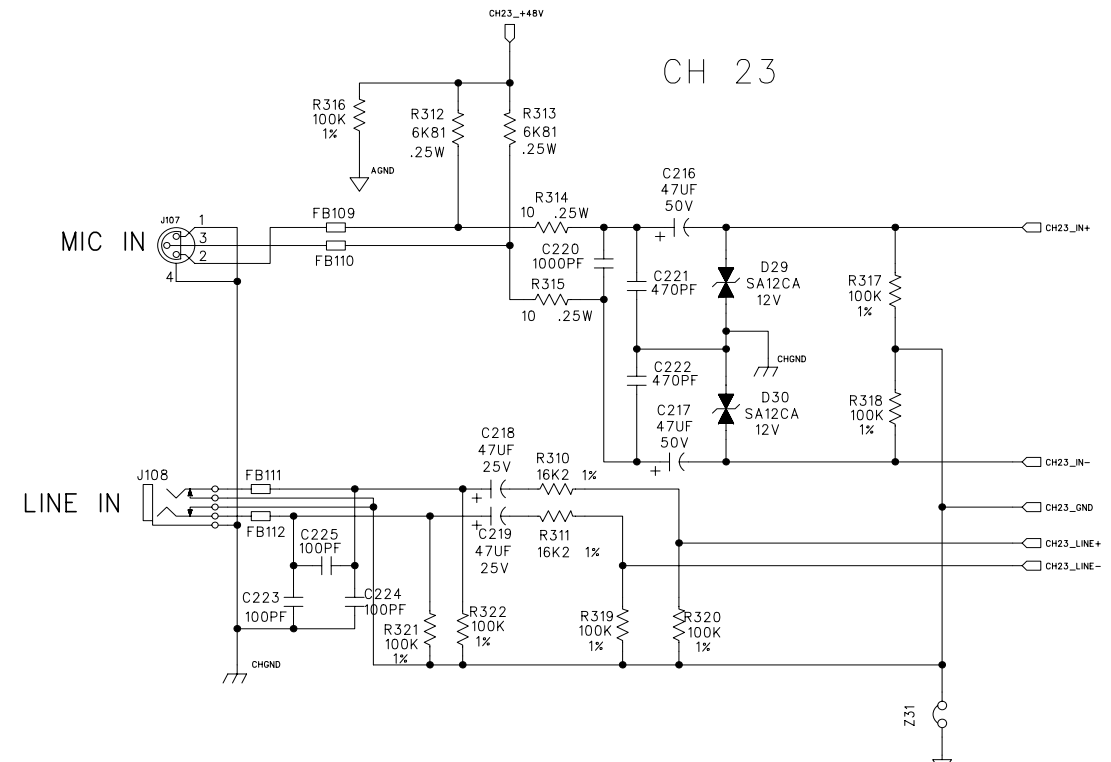 CH23_+48V
CH 23
R316
100K
1%
R312
6K81
.25W
R313
6K81
.25W
AGND
C216
47UF
50V
R314
10 .25W
J107
1
3
2
4
MIC IN
FB109
FB110
CH23_IN+
C220
1000PF
C221
470PF
D29
SA12CA
12V
R315
10 .25W
R317
100K
1%
CHGND
C222
470PF
D30
SA12CA
12V
R318
100K
1%
C217
47UF
50V
CH23_IN-
C218
47UF
25V
R310
16K2 1%
J108
FB111
LINE IN
FB112
C219
47UF
25V
R311
16K2 1%
CH23_GND
CH23_LINE+
CH23_LINE-
C225
100PF
C223
100PF
C224
100PF
R321
100K
1%
R322
100K
1%
R319
100K
1%
R320
100K
1%
CHGND
Z31